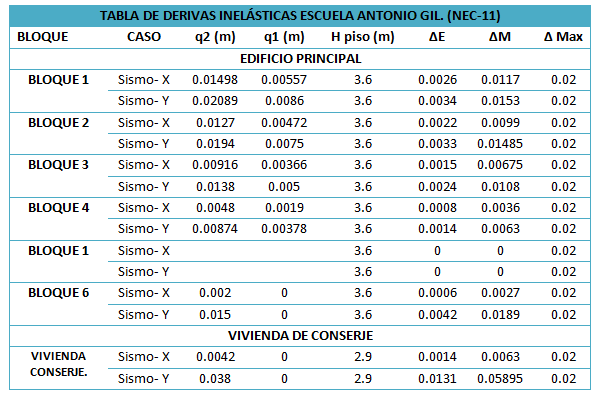 TABLA DE DERIVAS INELÁSTICAS ESCUELA ANTONIO GIL. (NEC-11)
BLOQUE CASO q2 (m) q1 (m) H piso (m) ΔE ΔM Δ Max
EDIFICIO PRINCIPAL
BLOQUE 1 Sismo- X 0.01498 0.00557 3.6 0.0026 0.0117 0.02
Sismo- Y 0.02089 0.0086 3.6 0.0034 0.0153 0.02
BLOQUE 2 Sismo- X 0.0127 0.00472 3.6 0.0022 0.0099 0.02
Sismo- Y 0.0194 0.0075 3.6 0.0033 0.01485 0.02
BLOQUE 3 Sismo- X 0.00916 0.00366 3.6 0.0015 0.00675 0.02
Sismo- Y 0.0138 0.005 3.6 0.0024 0.0108 0.02
BLOQUE 4 Sismo- X 0.0048 0.0019 3.6 0.0008 0.0036 0.02
Sismo- Y 0.00874 0.00378 3.6 0.0014 0.0063 0.02
BLOQUE 1 Sismo- X 3.6 0 0 0.02
Sismo- Y 3.6 0 0 0.02
BLOQUE 6 Sismo- X 0.002 0 3.6 0.0006 0.0027 0.02
Sismo- Y 0.015 0 3.6 0.0042 0.0189 0.02
VIVIENDA DE CONSERJE
VIVIENDA CONSERJE. Sismo- X 0.0042 0 2.9 0.0014 0.0063 0.02
Sismo- Y 0.038 0 2.9 0.0131 0.05895 0.02